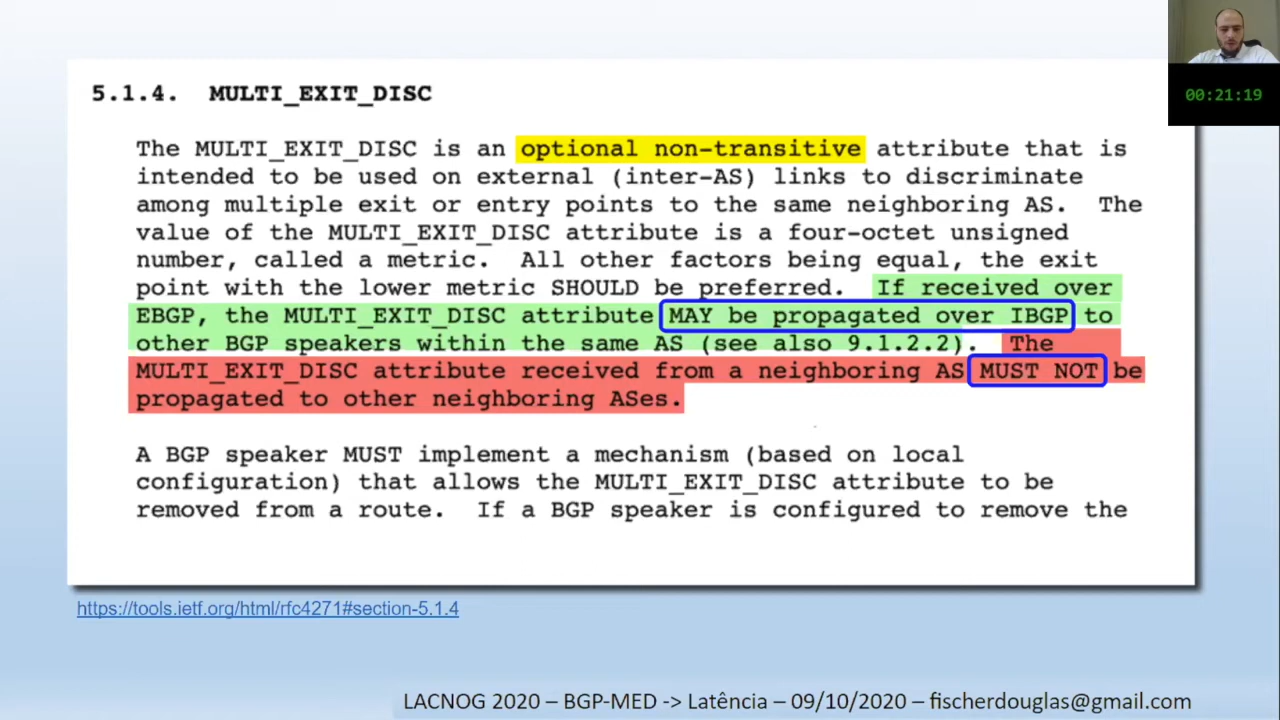 00:21:19
5.1.4. MULTI_EXIT_DISC
The MULTI_EXIT_DISC is an optional non-transitive attribute that is
intended to be used on external (inter-AS) links to discriminate
among multiple exit or entry points to the same neighboring AS. The
value of the MULTI_EXIT_DISC attribute is a four-octet unsigned
number, called a metric. All other factors being equal, the exit
point with the lower metric SHOULD be preferred. If received over
EBGP, the MULTI_EXIT_DISC attribute MAY be propagated over IBGP to
other BGP speakers within the same AS (see also 9.1.2.2). The
MULTI_EXIT_DISC attribute received from a neighboring AS MUST NOT be
propagated to other neighboring ASes.
A BGP speaker MUST implement a mechanism (based on local
configuration) that allows the MULTI_EXIT_DISC attribute to be
removed from a route. If a BGP speaker is configured to remove the
https://tools.ietf.org/html/rfc4271#section-5.1.4
LACNOG 2020 – BGP-MED -> Latência – 09/10/2020 – fischerdouglas@gmail.com